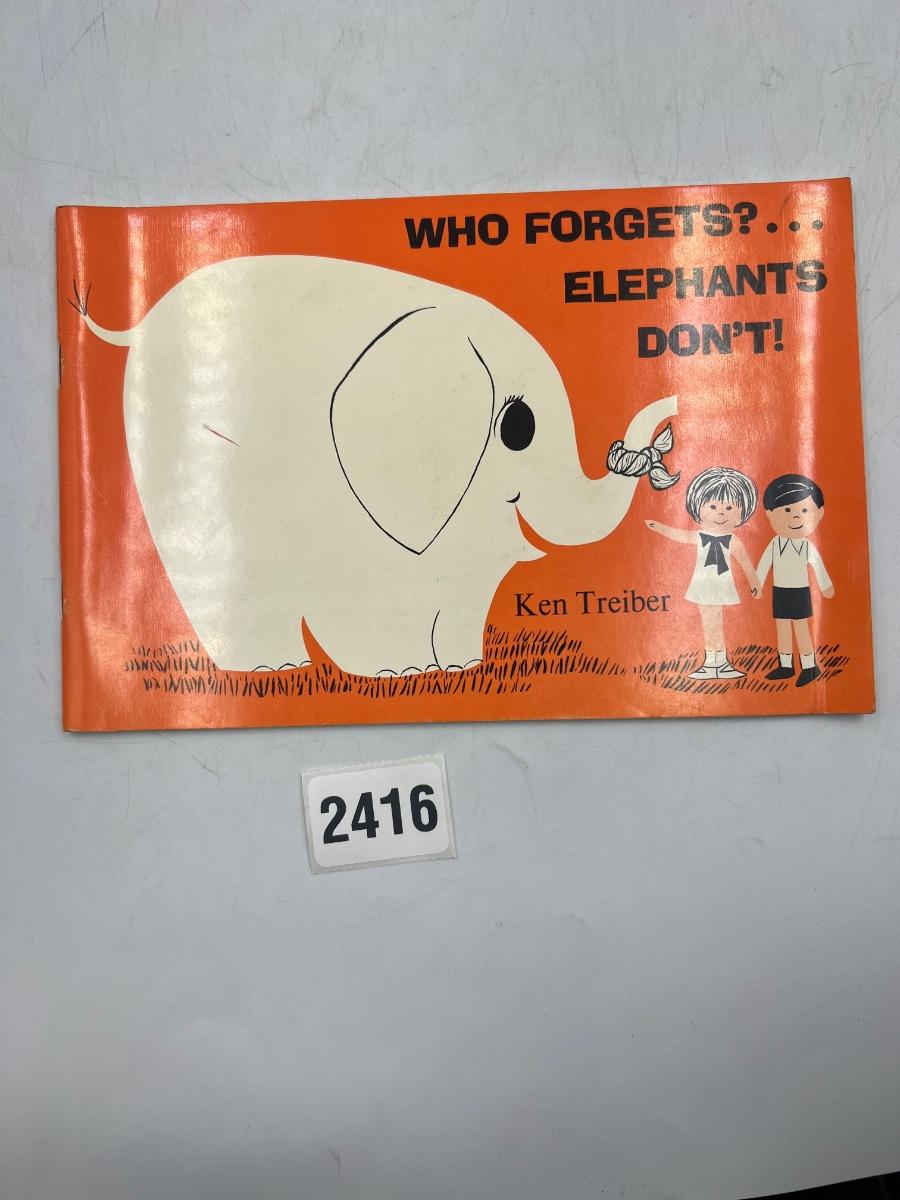 WHO FORGETS?...
ELEPHANTS
DON'T!
Ken Treiber
2416